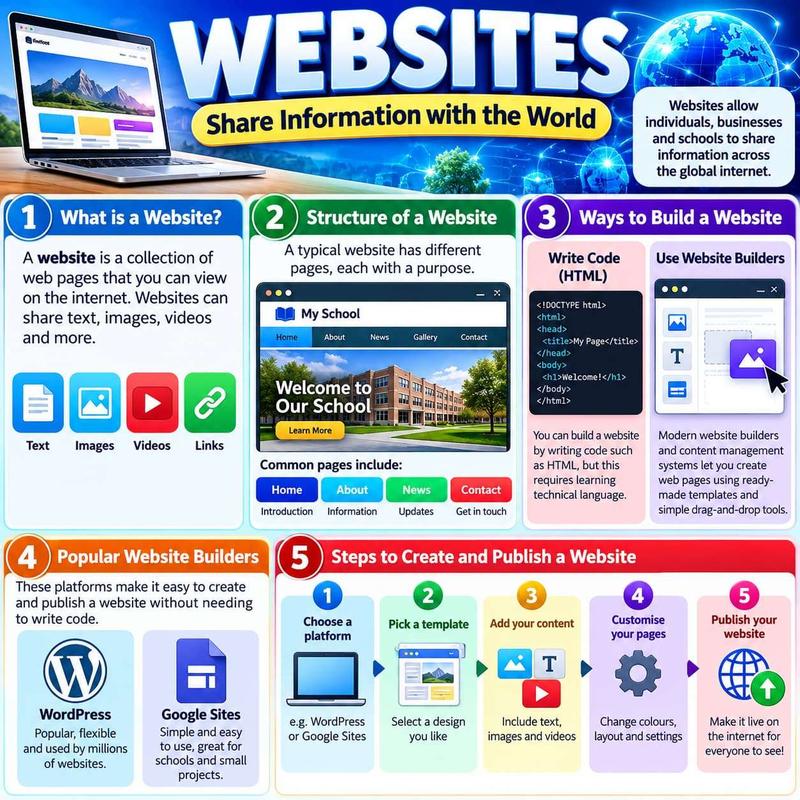 WEBSITES
Share Information with the World
Websites allow
individuals, businesses
and schools to share
information across
the global internet.
1 What is a Website?
A website is a collection of
web pages that you can view
on the internet. Websites can
share text, images, videos
and more.
Text Images Videos Links
2 Structure of a Website
A typical website has different
pages, each with a purpose.
My School
Home About News Gallery Contact
Welcome to
Our School
Learn More
Common pages include:
Home About News Contact
Introduction Information Updates Get in touch
3 Ways to Build a Website
Write Code
(HTML)
<!DOCTYPE html>
<html>
<head>
<title>My Page</title>
</head>
<body>
<h1>Welcome!</h1>
</body>
</html>
You can build a website
by writing code such
as HTML, but this
requires learning
technical language.
Use Website Builders
T
Modern website builders
and content management
systems let you create
web pages using ready-
made templates and
simple drag-and-drop tools.
4 Popular Website Builders
These platforms make it easy to create
and publish a website without needing
to write code.
W
WordPress
Popular, flexible
and used by millions
of websites.
Google Sites
Simple and easy
to use, great for
schools and small
projects.
5 Steps to Create and Publish a Website
1
Choose a
platform
e.g. WordPress
or Google Sites
2
Pick a template
Select a design
you like
3
Add your content
T
Include text,
images and videos
4
Customise
your pages
Change colours,
layout and settings
5
Publish your
website
Make it live on
the internet for
everyone to see!